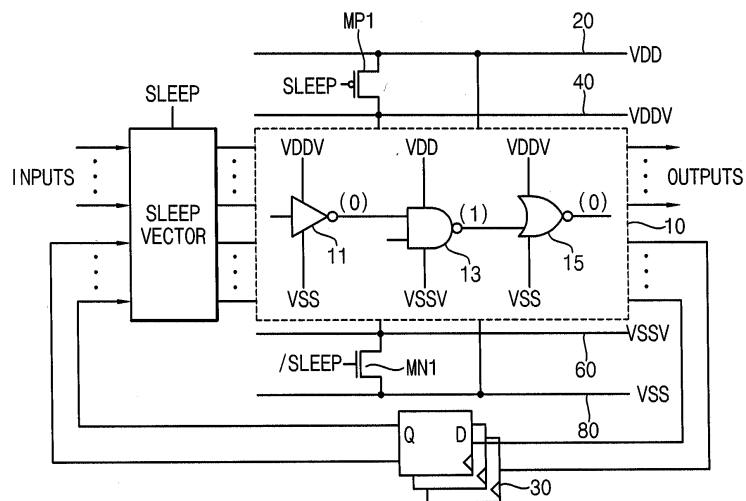 MP1
20
VDD
SLEEP
40
VDDV
SLEEP
INPUTS
SLEEP
VECTOR
VDDV
VDD
VDDV
(0)
(1)
(0)
11
13
15
VSS
VSSV
VSS
OUTPUTS
10
VSSV
60
/SLEEP
MN1
VSS
80
Q
D
30